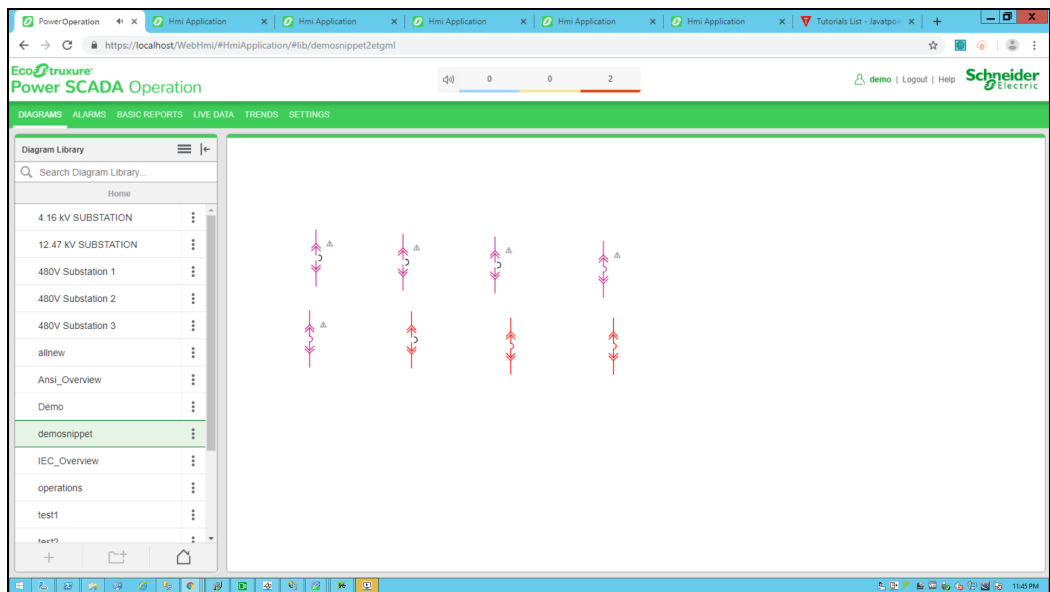 PowerOperation
Hmi Application
Hmi Application
Hmi Application
Hmi Application
Hmi Application
Tutorials List - Javatpoi
https://localhost/WebHmi/#HmiApplication/#lib/demosnippet2etgml
EcoStruxure
Power SCADA Operation
0 0 2
demo | Logout | Help
Schneider
Electric
DIAGRAMS ALARMS BASIC REPORTS LIVE DATA TRENDS SETTINGS
Diagram Library
Search Diagram Library...
Home
4.16 kV SUBSTATION
12.47 kV SUBSTATION
480V Substation 1
480V Substation 2
480V Substation 3
allnew
Ansi_Overview
Demo
demosnippet
IEC_Overview
operations
test1
test2
11:45 PM